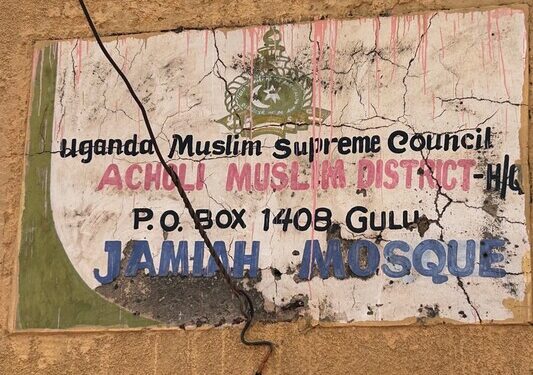 Uganda Muslim Supreme Council
ACHOLI MUSLIM DISTRICT-H/Q
P.O. BOX 1408 GULU
JAMIAH MOSQUE